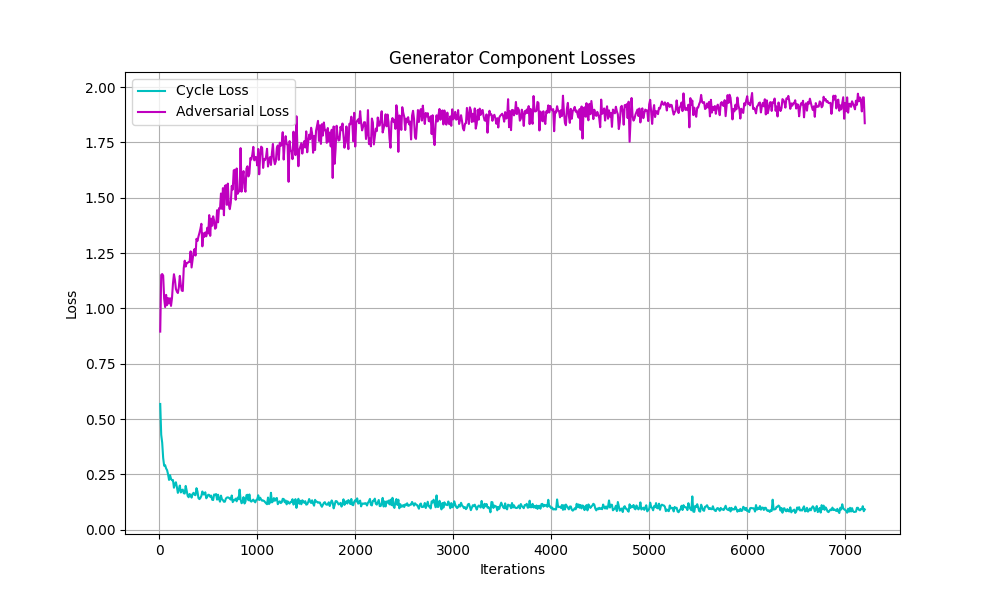 Generator Component Losses
Cycle Loss
Adversarial Loss
Loss
2.00
1.75
1.50
1.25
1.00
0.75
0.50
0.25
0.00
0 1000 2000 3000 4000 5000 6000 7000
Iterations